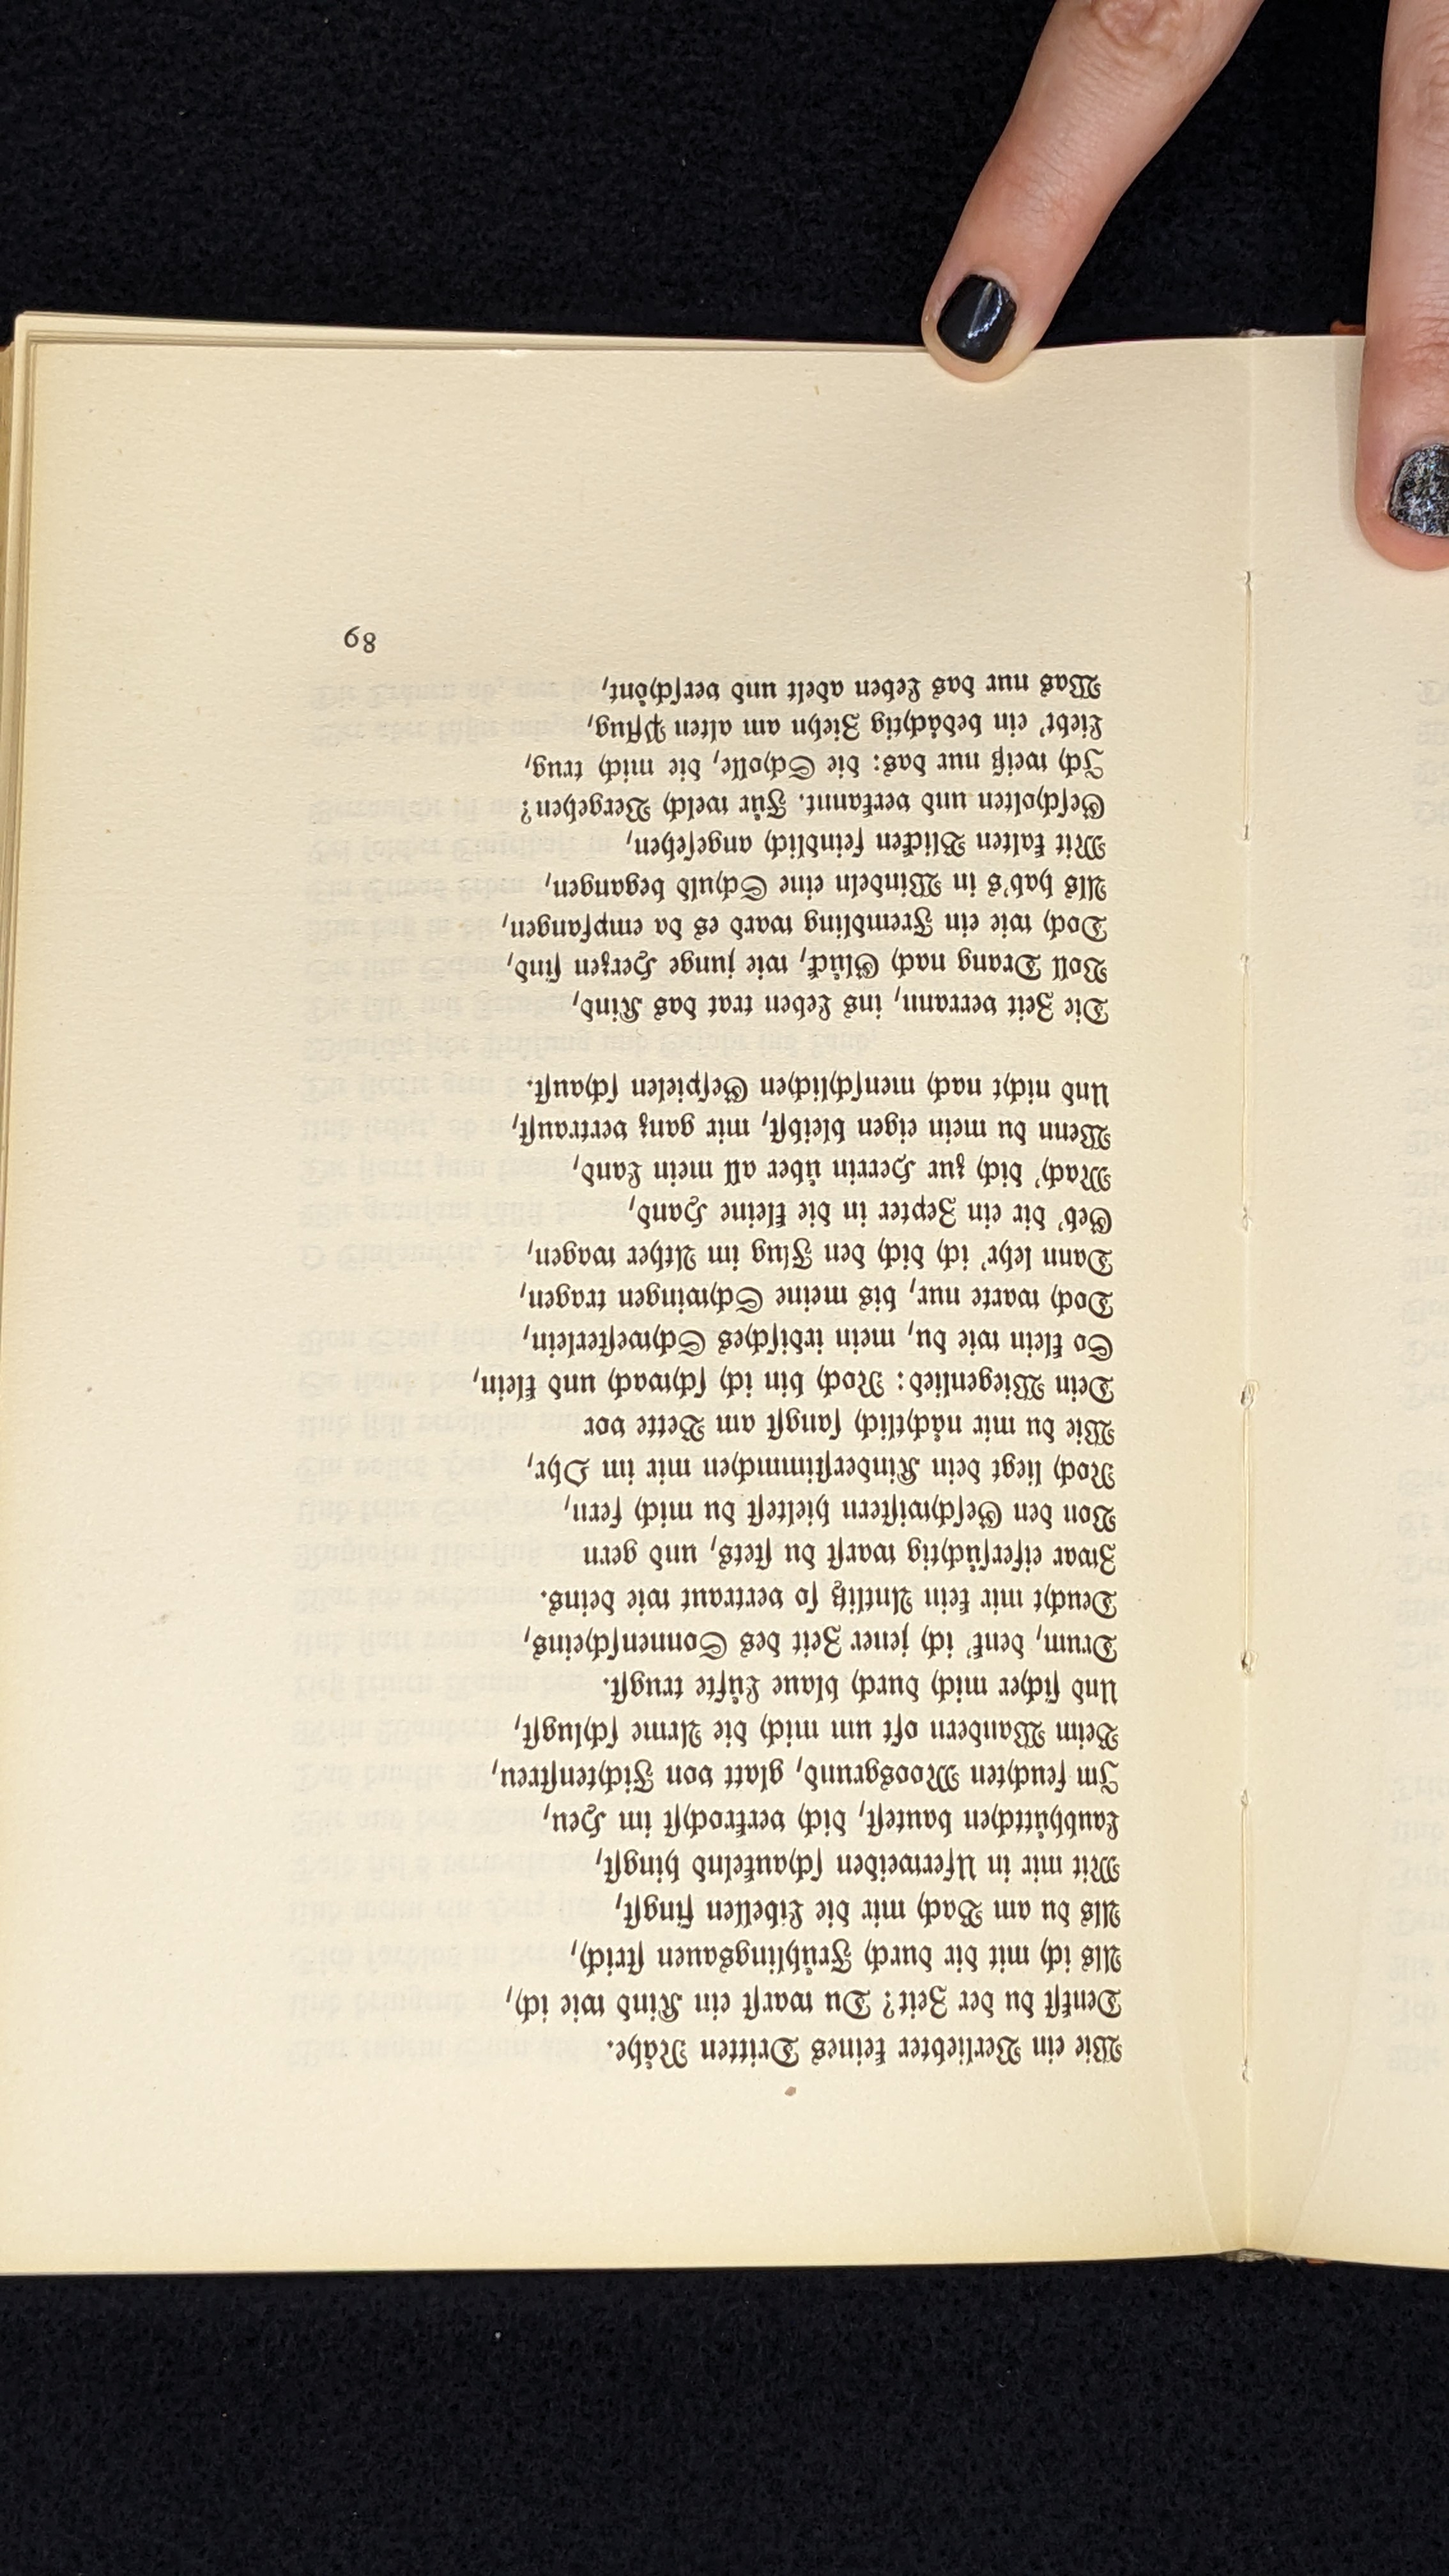 Wie ein Verliebter keines Dritten Nähe.
Denkst du der Zeit? Du warst ein Kind wie ich,
Als ich mit dir durch Frühlingsauen strich,
Als du am Bach mir die Libellen fingst,
Mit mir in Uferweiden schaukelnd hingst,
Laubhüttchen bautest, dich verkrochst im Heu,
Im feuchten Moosgrund, glatt von Fichtenstreu,
Beim Wandern oft um mich die Arme schlugst,
Und sicher mich durch blaue Lüfte trugst.
Drum, denk' ich jener Zeit des Sonnenscheins,
Deucht mir kein Antlitz so vertraut wie deins.
Zwar eifersüchtig warst du stets, und gern
Von den Geschwistern hieltest du mich fern,
Noch liegt dein Kinderstimmchen mir im Ohr,
Wie du mir nächtlich sangst am Bette vor
Dein Wiegenlied: Noch bin ich schwach und klein,
So klein wie du, mein irdisches Schwesterlein,
Doch warte nur, bis meine Schwingen tragen,
Dann lehr' ich dich den Flug im Äther wagen,
Geb' dir ein Zepter in die kleine Hand,
Mach' dich zur Herrin über all mein Land,
Wenn du mein eigen bleibst, mir ganz vertraust,
Und nicht nach menschlichen Gespielen schaust.
Die Zeit verrann, ins Leben trat das Kind,
Voll Drang nach Glück, wie junge Herzen sind,
Doch wie ein Fremdling ward es da empfangen,
Als hab's in Windeln eine Schuld begangen,
Mit kalten Blicken feindlich angesehen,
Gescholten und verkannt. Für welch Vergehen?
Ich weiß nur das: die Scholle, die mich trug,
Liebt' ein bedächtig Ziehn am alten Pflug,
Was nur das Leben adelt und verschönt,
89